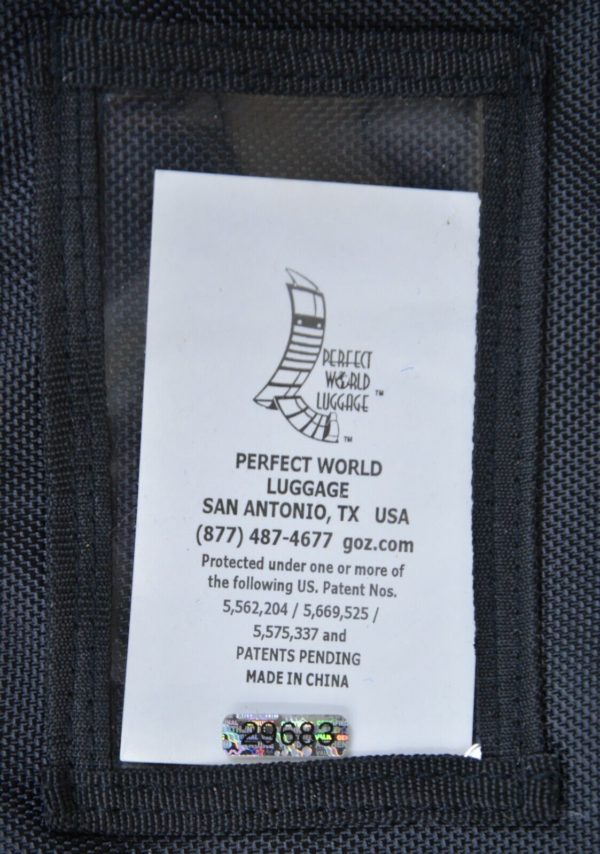 PERFECT
WORLD
LUGGAGE ™
™
PERFECT WORLD
LUGGAGE
SAN ANTONIO, TX USA
(877) 487-4677 goz.com
Protected under one or more of
the following US. Patent Nos.
5,562,204 / 5,669,525 /
5,575,337 and
PATENTS PENDING
MADE IN CHINA
29683